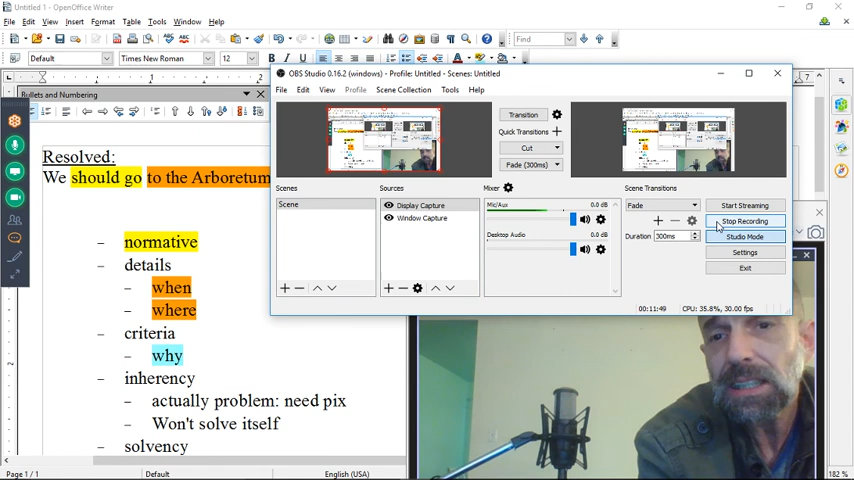 Untitled 1 - OpenOffice Writer
File Edit View Insert Format Table Tools Window Help
Find
Default Times New Roman 12
Bullets and Numbering
Resolved:
We should go to the Arboretum
– normative
– details
– when
– where
– criteria
– why
– inherency
– actually problem: need pix
– Won't solve itself
– solvency
Page 1 / 1 Default English (USA) 182 %
OBS Studio 0.16.2 (windows) - Profile: Untitled - Scenes: Untitled
File Edit View Profile Scene Collection Tools Help
Transition
Quick Transitions
Cut
Fade (300ms)
Scenes Sources Mixer Scene Transitions
Scene
Display Capture
Window Capture
Mic/Aux 0.0 dB
Desktop Audio 0.0 dB
Fade
Duration 300ms
Start Streaming
Stop Recording
Studio Mode
Settings
Exit
00:11:49 CPU: 35.8%, 30.00 fps